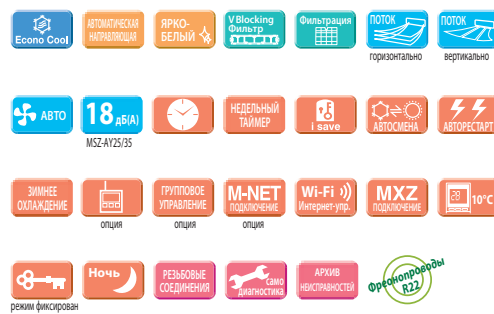 Econo Cool
АВТОМАТИЧЕСКАЯ
НАПРАВЛЯЮЩАЯ
ЯРКО-
БЕЛЫЙ
V Blocking
Фильтр
Фильтрация
ПОТОК
горизонтально
ПОТОК
вертикально
АВТО
18 дБ(А)
MSZ-AY25/35
НЕДЕЛЬНЫЙ
ТАЙМЕР
i save
АВТОСМЕНА
АВТОРЕСТАРТ
ЗИМНЕЕ
ОХЛАЖДЕНИЕ
опция
ГРУППОВОЕ
УПРАВЛЕНИЕ
опция
M-NET
ПОДКЛЮЧЕНИЕ
опция
Wi-Fi
Интернет-упр.
MXZ
ПОДКЛЮЧЕНИЕ
10°C
режим фиксирован
Ночь
РЕЗЬБОВЫЕ
СОЕДИНЕНИЯ
само
диагностика
АРХИВ
НЕИСПРАВНОСТЕЙ
Фреонопроводы
R22